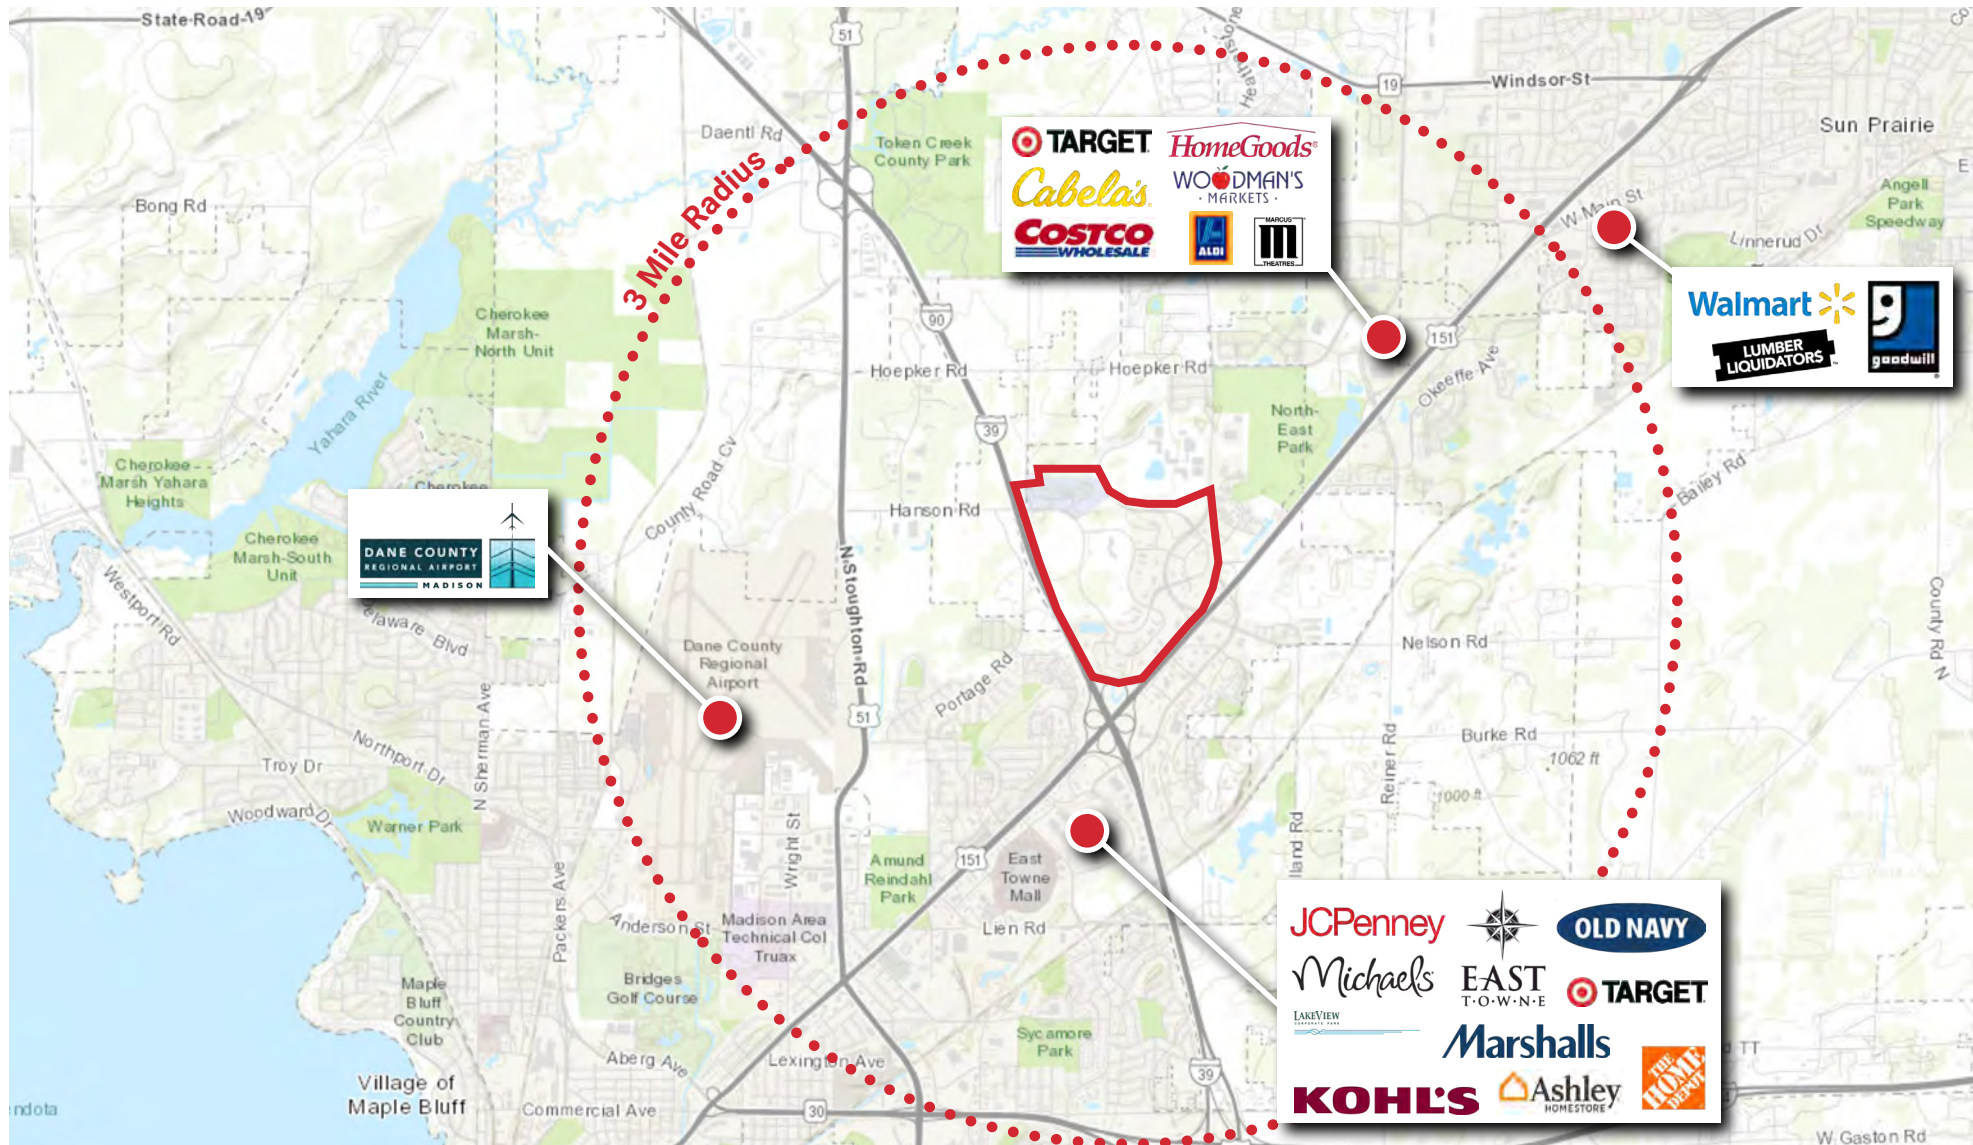 State Road 19
51
Windsor St
19
Sun Prairie
Daentl Rd
Token Creek
County Park
TARGET
HomeGoods
Cabela's
WOODMAN'S
· MARKETS ·
COSTCO
WHOLESALE
ALDI
MARCUS
THEATRES
3 Mile Radius
Bong Rd
W Main St
Angell
Park
Speedway
Linnerud Dr
Walmart
LUMBER
LIQUIDATORS
goodwill
Cherokee
Marsh-
North Unit
90
151
Hoepker Rd
Hoepker Rd
Okeeffe Ave
Yahara River
39
North-
East
Park
Cherokee
Marsh Yahara
Heights
Cherokee
County Road Cv
Bailey Rd
Hanson Rd
DANE COUNTY
REGIONAL AIRPORT
MADISON
Cherokee
Marsh-South
Unit
N Stoughton Rd
Westport Rd
Delaware Blvd
County Rd N
Nelson Rd
Dane County
Regional
Airport
Portage Rd
51
N Sherman Ave
Northport Dr
Troy Dr
Burke Rd
1062 ft
Reiner Rd
1000 ft
Woodward Dr
Warner Park
Wright St
151
East
Towne
Mall
Amund
Reindahl
Park
lland Rd
Packers Ave
Anderson St
Madison Area
Technical Col
Truax
Lien Rd
JCPenney
OLD NAVY
Michaels
EAST
T·O·W·N·E
TARGET
LAKEVIEW
CORPORATE PARK
Marshalls
THE
HOME
DEPOT
KOHL'S
Ashley
HOMESTORE
Bridges
Golf Course
Maple
Bluff
Country
Club
Sycamore
Park
Aberg Ave
Lexington Ave
39
TT
Village of
Maple Bluff
ndota
Commercial Ave
30
W Gaston Rd